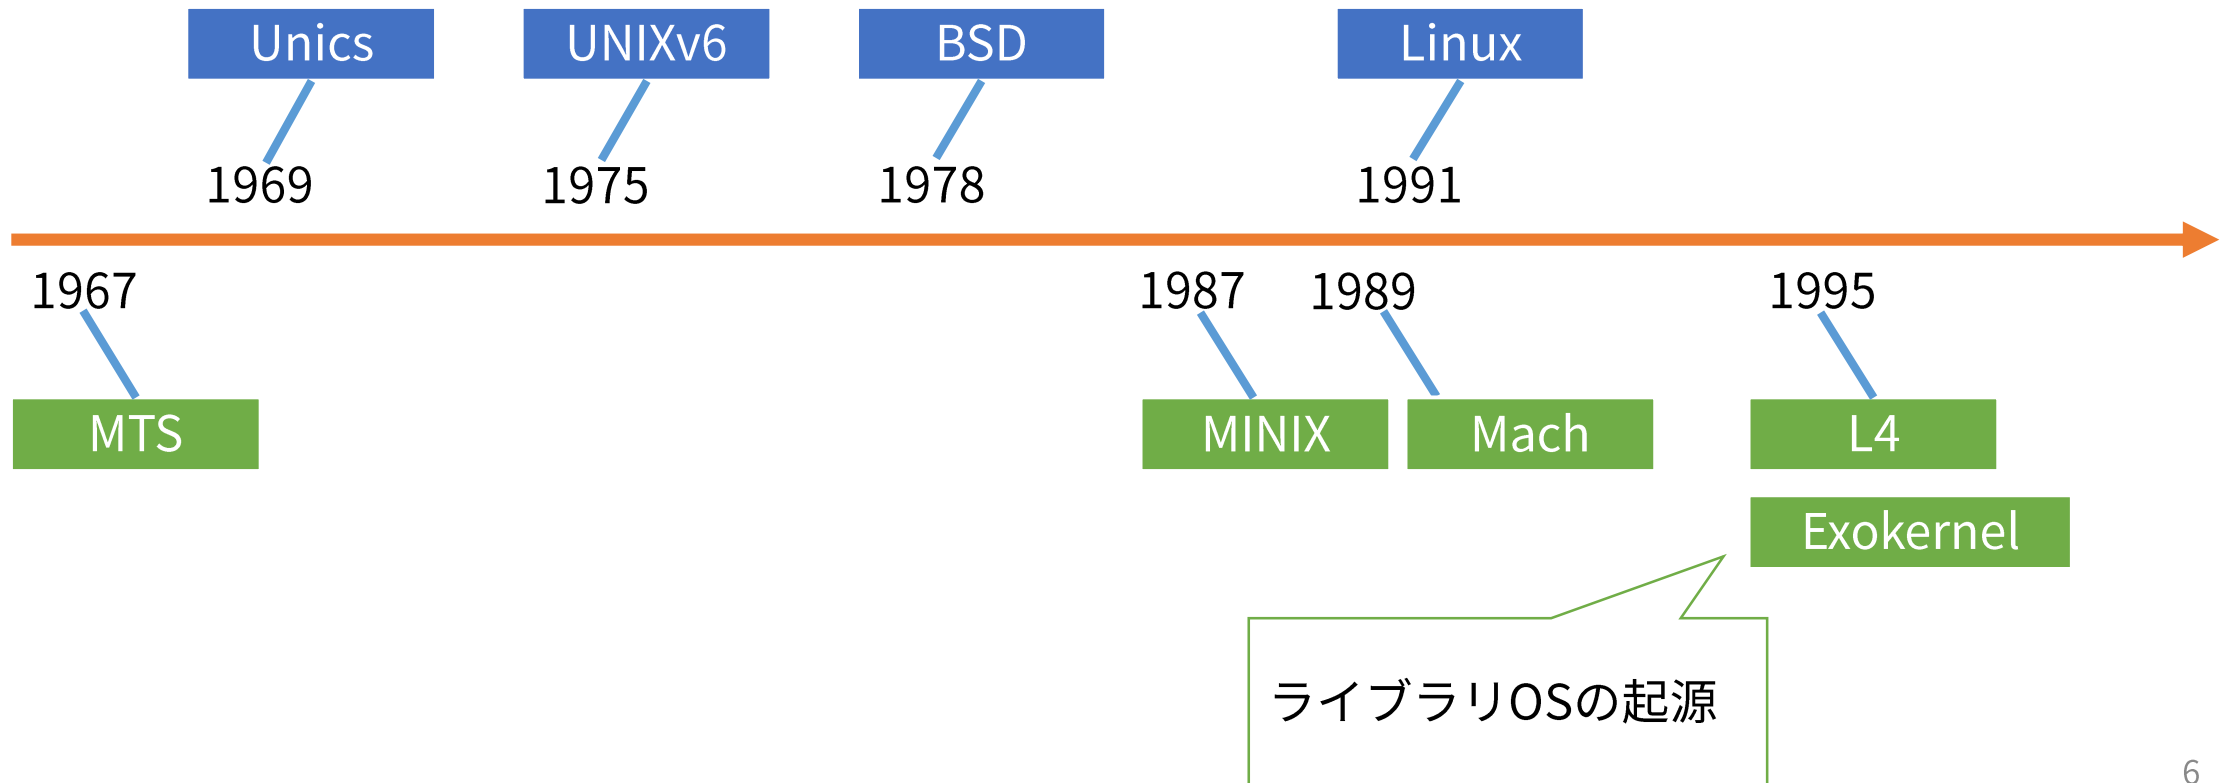 Unics
UNIXv6
BSD
Linux
1969
1975
1978
1991
1967
1987
1989
1995
MTS
MINIX
Mach
L4
Exokernel
ライブラリOSの起源
6